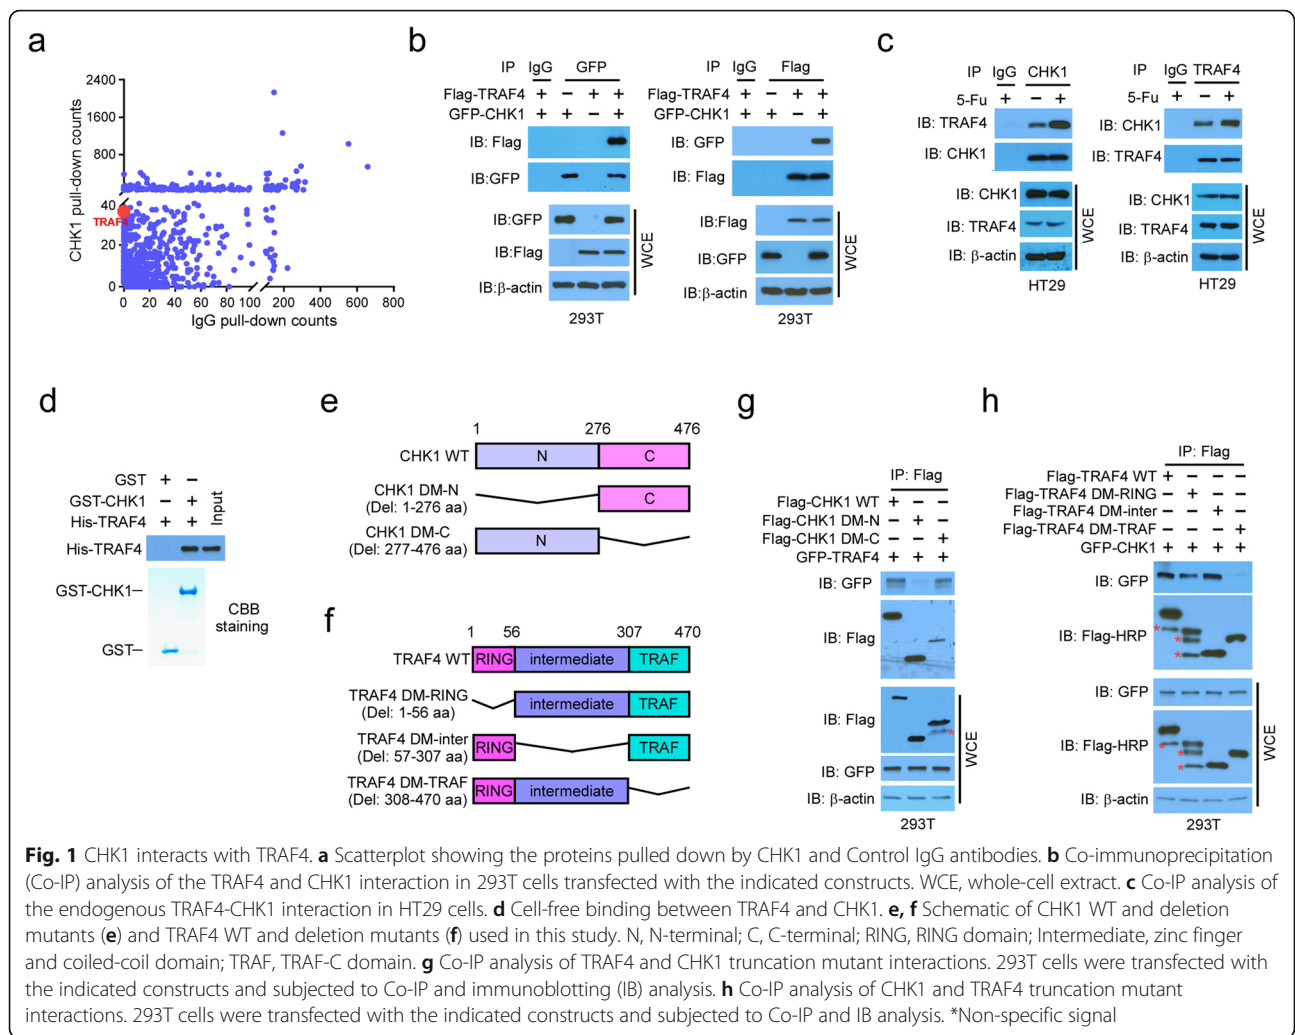 a
2400
1600
800
40
20
0
CHK1 pull-down counts
TRAF4
0 20 40 60 80 100 200 400 600 800
IgG pull-down counts
b
IP IgG GFP
Flag-TRAF4 + − + +
GFP-CHK1 + + − +
IB: Flag
IB:GFP
IB:GFP
IB:Flag
IB:β-actin
WCE
293T
IP IgG Flag
Flag-TRAF4 + − + +
GFP-CHK1 + + − +
IB: GFP
IB: Flag
IB:Flag
IB:GFP
IB:β-actin
WCE
293T
c
IP IgG CHK1
5-Fu + − +
IB: TRAF4
IB: CHK1
IB: CHK1
IB: TRAF4
IB: β-actin
WCE
HT29
IP IgG TRAF4
5-Fu + − +
IB: CHK1
IB: TRAF4
IB: CHK1
IB: TRAF4
IB: β-actin
WCE
HT29
d
GST + −
GST-CHK1 − +
His-TRAF4 + +
Input
His-TRAF4
GST-CHK1
GST
CBB
staining
e
1 276 476
CHK1 WT N C
CHK1 DM-N
(Del: 1-276 aa)
C
CHK1 DM-C
(Del: 277-476 aa)
N
f
1 56 307 470
TRAF4 WT RING intermediate TRAF
TRAF4 DM-RING
(Del: 1-56 aa)
intermediate TRAF
TRAF4 DM-inter
(Del: 57-307 aa)
RING TRAF
TRAF4 DM-TRAF
(Del: 308-470 aa)
RING intermediate
g
IP: Flag
Flag-CHK1 WT +
Flag-CHK1 DM-N +
Flag-CHK1 DM-C +
GFP-TRAF4 + + +
IB: GFP
IB: Flag
IB: Flag
*
IB: GFP
IB: β-actin
WCE
293T
h
IP: Flag
Flag-TRAF4 WT +
Flag-TRAF4 DM-RING +
Flag-TRAF4 DM-inter +
Flag-TRAF4 DM-TRAF +
GFP-CHK1 + + + +
IB: GFP
IB: Flag-HRP
* * *
IB: GFP
IB: Flag-HRP
* * *
IB: β-actin
WCE
293T
Fig. 1 CHK1 interacts with TRAF4. a Scatterplot showing the proteins pulled down by CHK1 and Control IgG antibodies. b Co-immunoprecipitation
(Co-IP) analysis of the TRAF4 and CHK1 interaction in 293T cells transfected with the indicated constructs. WCE, whole-cell extract. c Co-IP analysis of
the endogenous TRAF4-CHK1 interaction in HT29 cells. d Cell-free binding between TRAF4 and CHK1. e, f Schematic of CHK1 WT and deletion
mutants (e) and TRAF4 WT and deletion mutants (f) used in this study. N, N-terminal; C, C-terminal; RING, RING domain; Intermediate, zinc finger
and coiled-coil domain; TRAF, TRAF-C domain. g Co-IP analysis of TRAF4 and CHK1 truncation mutant interactions. 293T cells were transfected with
the indicated constructs and subjected to Co-IP and immunoblotting (IB) analysis. h Co-IP analysis of CHK1 and TRAF4 truncation mutant
interactions. 293T cells were transfected with the indicated constructs and subjected to Co-IP and IB analysis. *Non-specific signal